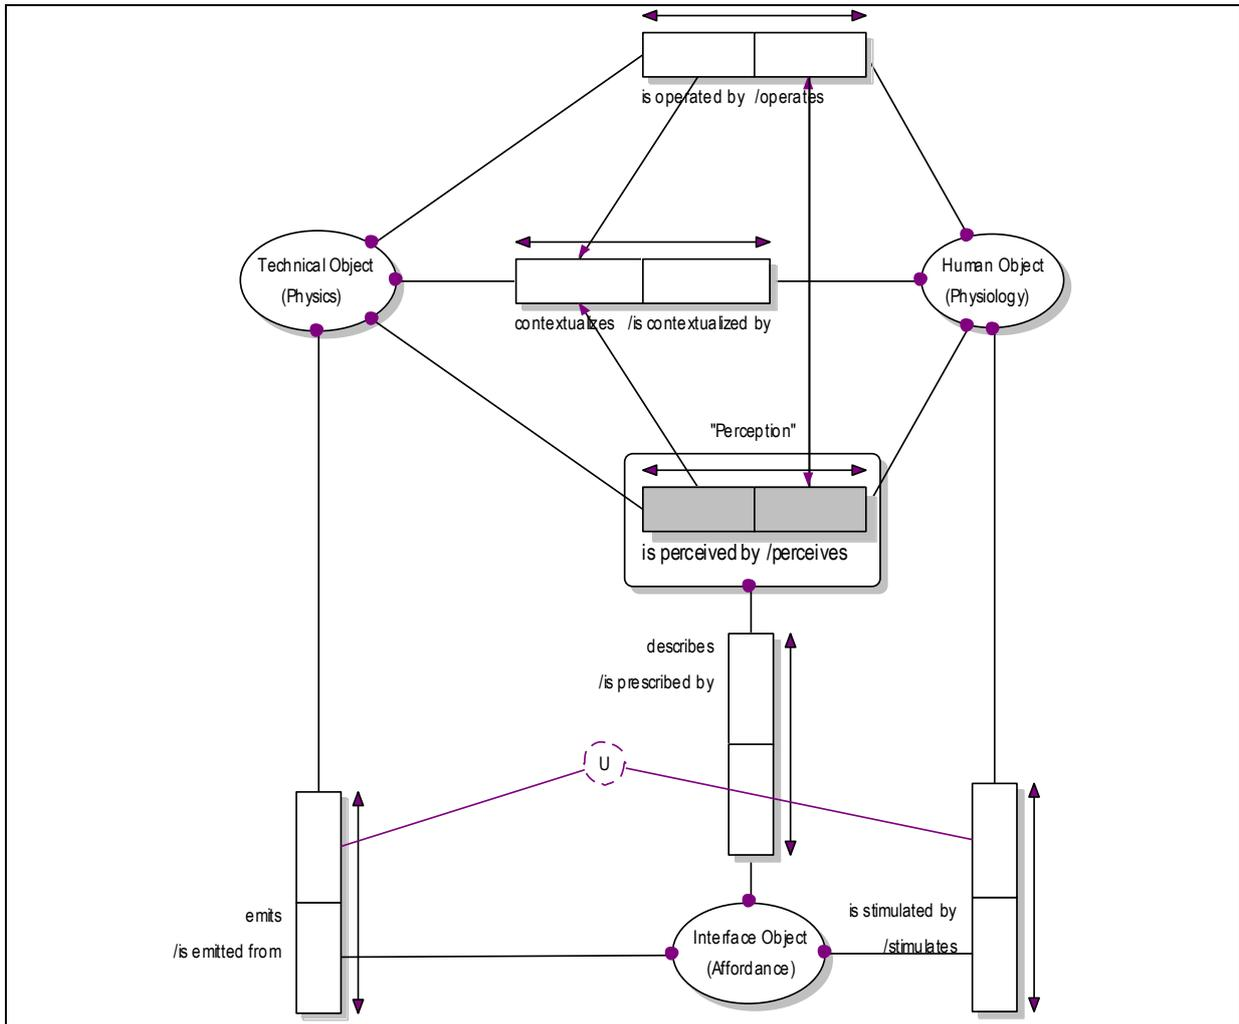 is operated by /operates
Technical Object
(Physics)
Human Object
(Physiology)
contextualizes /is contextualized by
"Perception"
is perceived by /perceives
describes
/is prescribed by
U
emits
/is emitted from
is stimulated by
/stimulates
Interface Object
(Affordance)